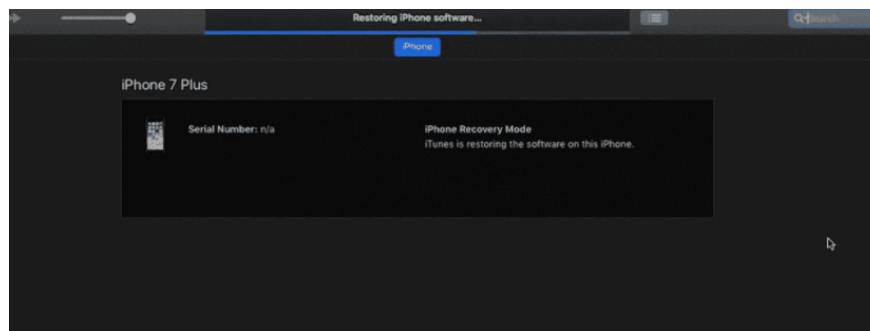 Restoring iPhone software...
Search
iPhone
iPhone 7 Plus
Serial Number: n/a
iPhone Recovery Mode
iTunes is restoring the software on this iPhone.